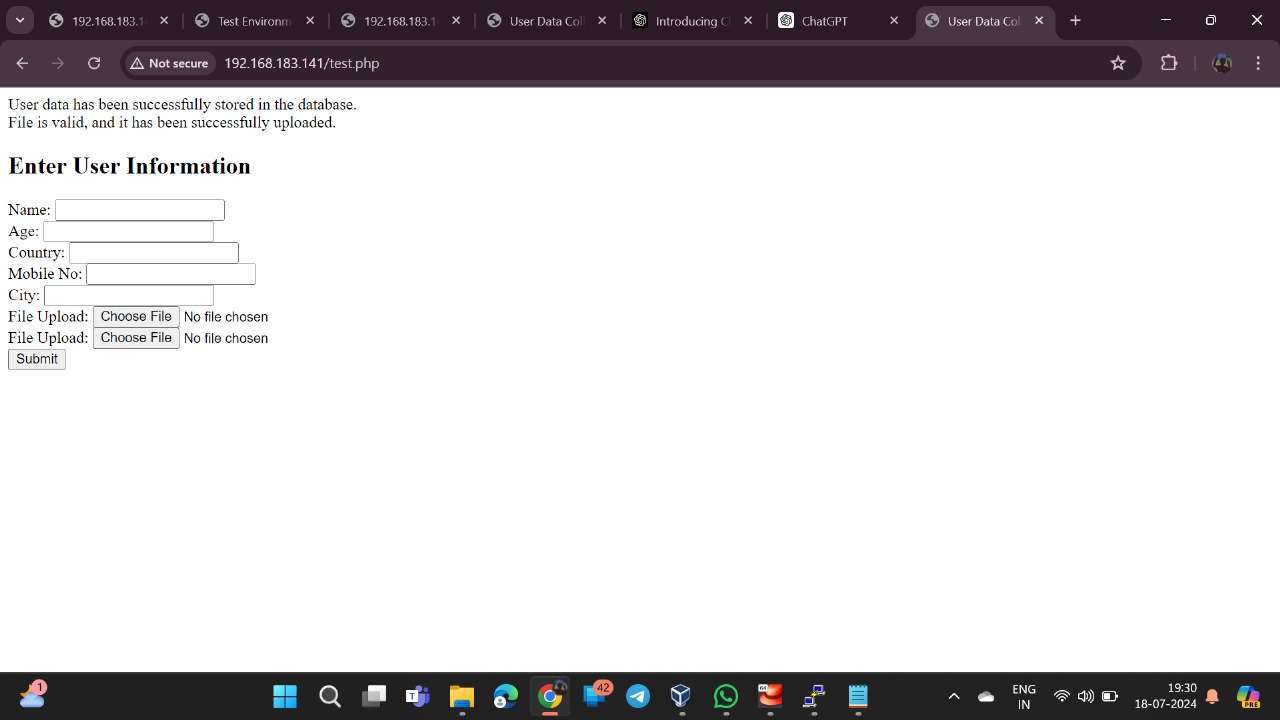 192.168.183.1
Test Environm
192.168.183.1
User Data Col
Introducing C
ChatGPT
User Data Col
Not secure
192.168.183.141/test.php
User data has been successfully stored in the database.
File is valid, and it has been successfully uploaded.
Enter User Information
Name:
Age:
Country:
Mobile No:
City:
File Upload: Choose File No file chosen
File Upload: Choose File No file chosen
Submit
1
42
64
ENG
IN
19:30
18-07-2024
PRE